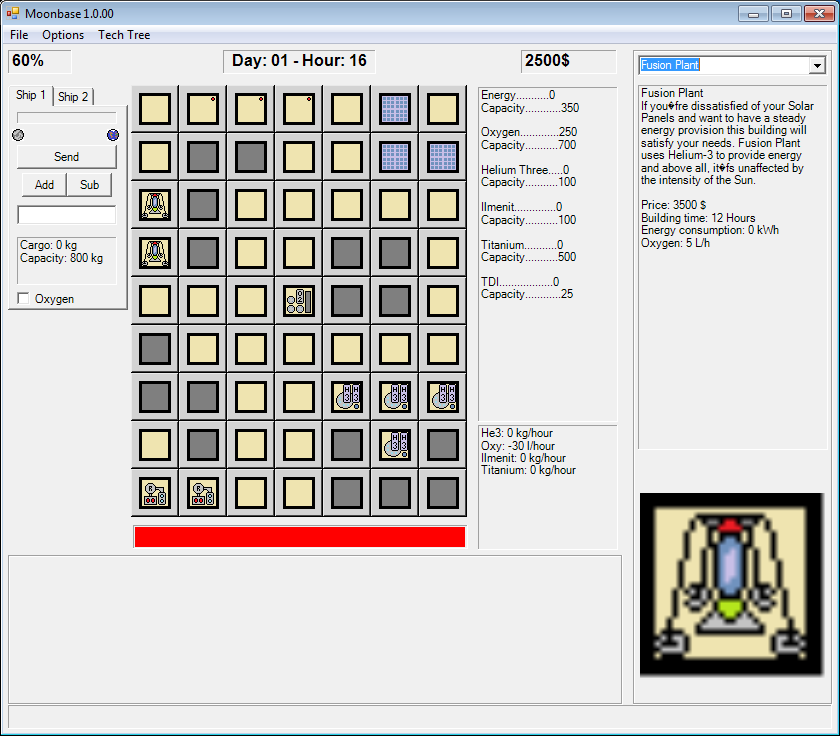 Moonbase 1.0.00
File Options Tech Tree
60%
Day: 01 - Hour: 16
2500$
Ship 1 Ship 2
Send
Add Sub
Cargo: 0 kg
Capacity: 800 kg
Oxygen
Energy...........0
Capacity...........350
Oxygen.............250
Capacity...........700
Helium Three.....0
Capacity...........100
Ilmenit..............0
Capacity............100
Titanium...........0
Capacity...........500
TDI..................0
Capacity............25
He3: 0 kg/hour
Oxy: -30 l/hour
Ilmenit: 0 kg/hour
Titanium: 0 kg/hour
Fusion Plant
Fusion Plant
If you�fre dissatisfied of your Solar
Panels and want to have a steady
energy provision this building will
satisfy your needs. Fusion Plant
uses Helium-3 to provide energy
and above all, it�fs unaffected by
the intensity of the Sun.
Price: 3500 $
Building time: 12 Hours
Energy consumption: 0 kWh
Oxygen: 5 L/h